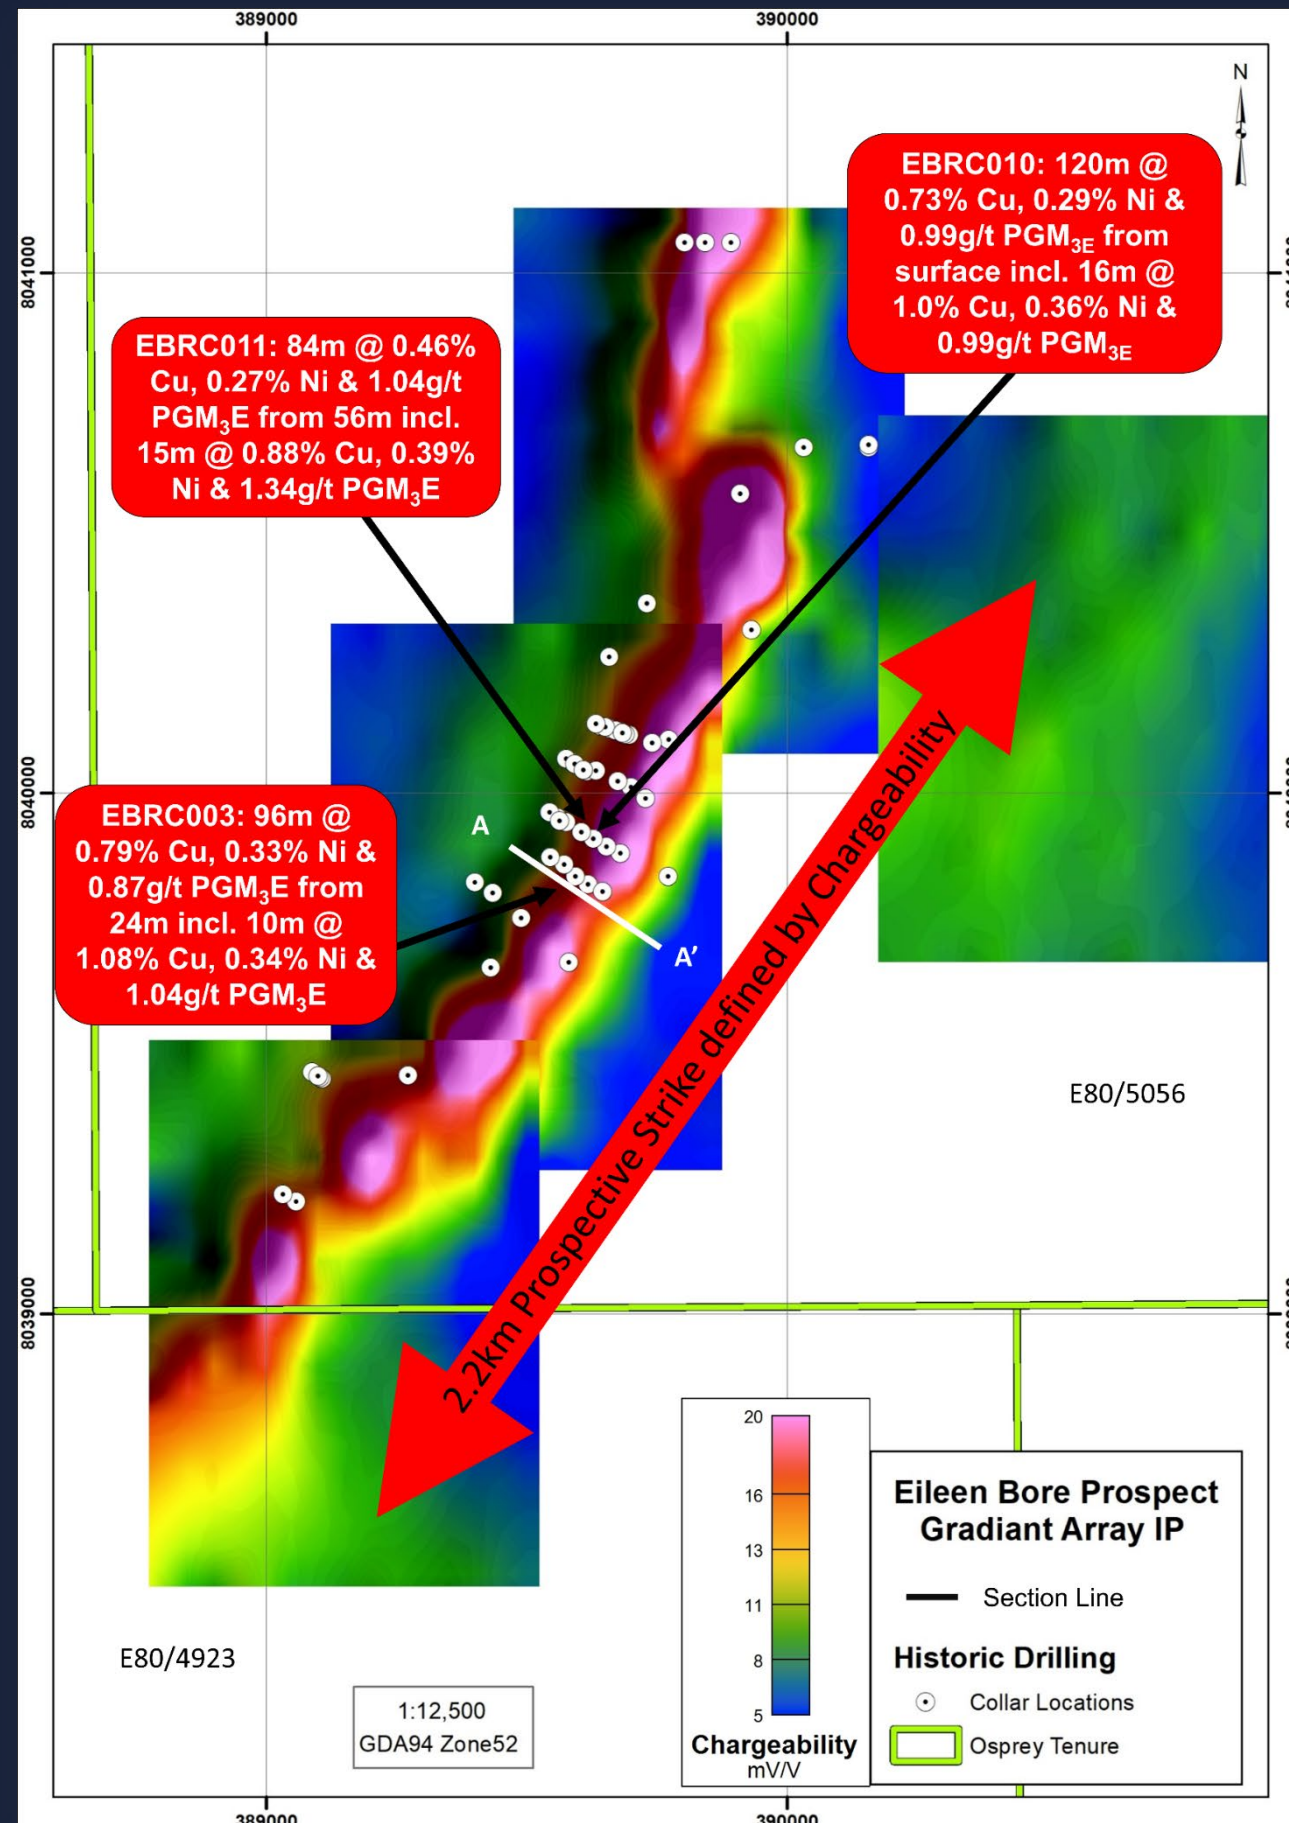 389000
390000
N
8041000
EBRC010: 120m @
0.73% Cu, 0.29% Ni &
0.99g/t PGM3E from
surface incl. 16m @
1.0% Cu, 0.36% Ni &
0.99g/t PGM3E
EBRC011: 84m @ 0.46%
Cu, 0.27% Ni & 1.04g/t
PGM3E from 56m incl.
15m @ 0.88% Cu, 0.39%
Ni & 1.34g/t PGM3E
8040000
EBRC003: 96m @
0.79% Cu, 0.33% Ni &
0.87g/t PGM3E from
24m incl. 10m @
1.08% Cu, 0.34% Ni &
1.04g/t PGM3E
A
A'
2.2km Prospective Strike defined by Chargeability
E80/5056
8039000
E80/4923
1:12,500
GDA94 Zone52
20
16
13
11
8
5
Chargeability
mV/V
Eileen Bore Prospect
Gradiant Array IP
Section Line
Historic Drilling
Collar Locations
Osprey Tenure
389000
390000